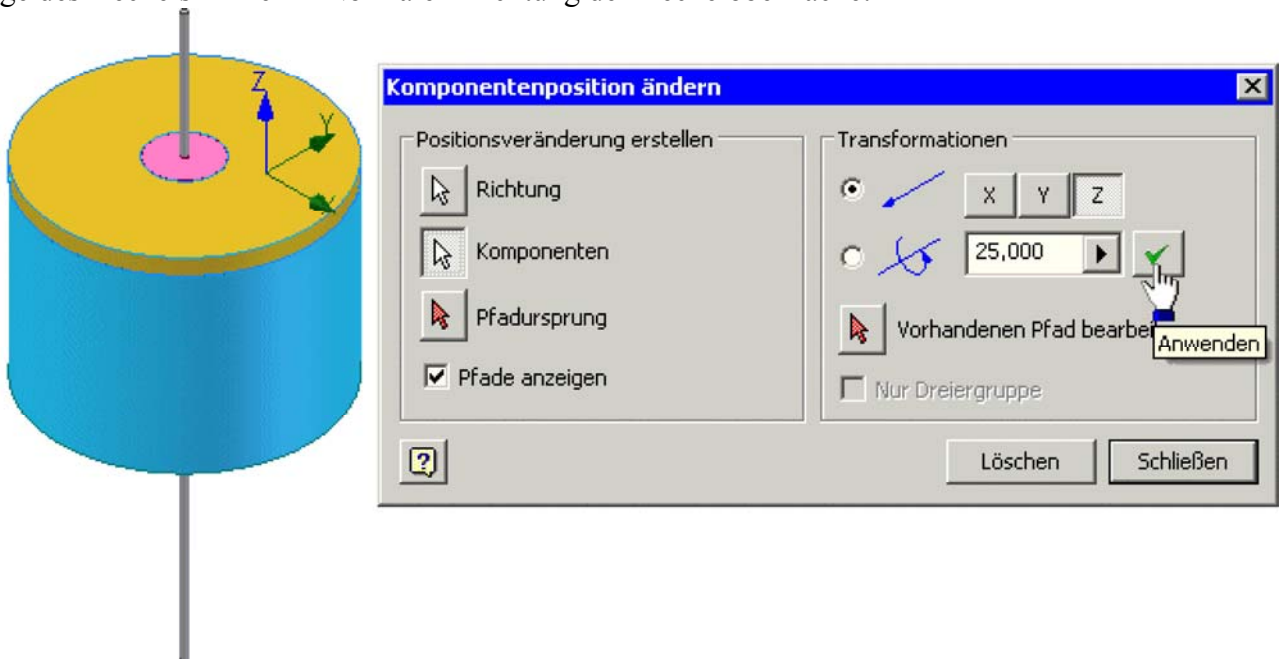 Z
Y
Komponentenposition ändern
Positionsveränderung erstellen
Richtung
Komponenten
Pfadursprung
Pfade anzeigen
Transformationen
X Y Z
25,000
Vorhandenen Pfad bearbei
Anwenden
Nur Dreiergruppe
?
Löschen
Schließen